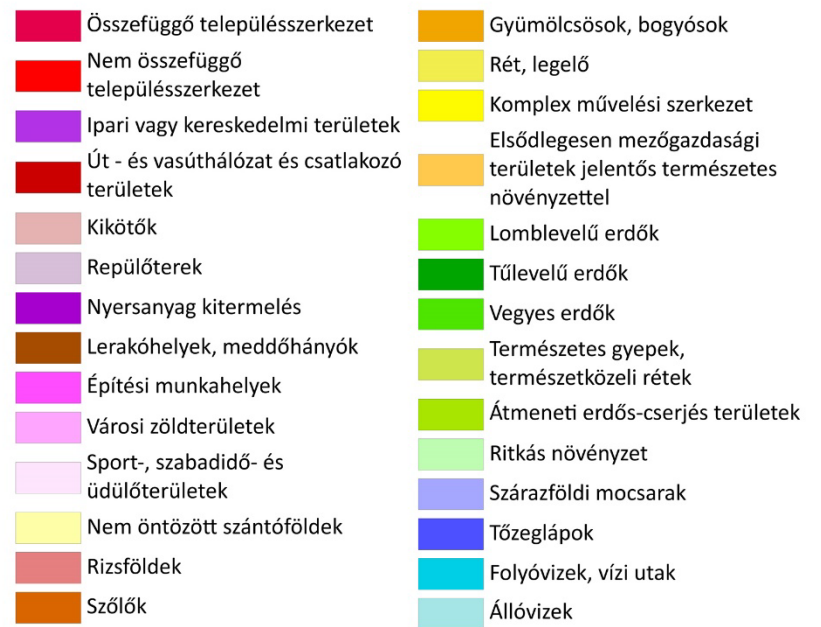 Összefüggő településszerkezet
Nem összefüggő
településszerkezet
Ipari vagy kereskedelmi területek
Út - és vasúthálózat és csatlakozó
területek
Kikötők
Repülőterek
Nyersanyag kitermelés
Lerakóhelyek, meddőhányók
Építési munkahelyek
Városi zöldterületek
Sport-, szabadidő- és
üdülőterületek
Nem öntözött szántóföldek
Rizsföldek
Szőlők
Gyümölcsösok, bogyósok
Rét, legelő
Komplex művelési szerkezet
Elsődlegesen mezőgazdasági
területek jelentős természetes
növényzettel
Lomblevelű erdők
Tűlevelű erdők
Vegyes erdők
Természetes gyepek,
természetközeli rétek
Átmeneti erdős-cserjés területek
Ritkás növényzet
Szárazföldi mocsarak
Tőzeglápok
Folyóvizek, vízi utak
Állóvizek